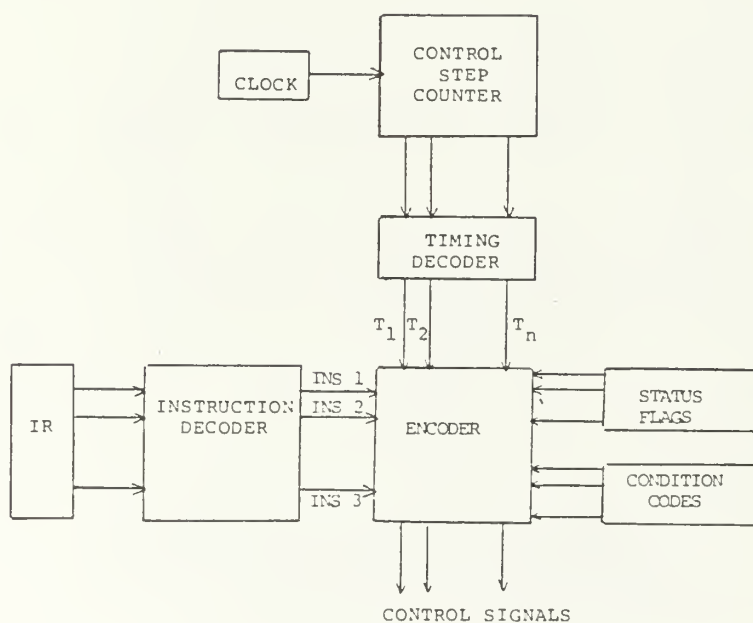 CLOCK
CONTROL
STEP
COUNTER
TIMING
DECODER
T1 T2 Tn
IR
INSTRUCTION
DECODER
INS 1
INS 2
INS 3
ENCODER
STATUS
FLAGS
CONDITION
CODES
CONTROL SIGNALS